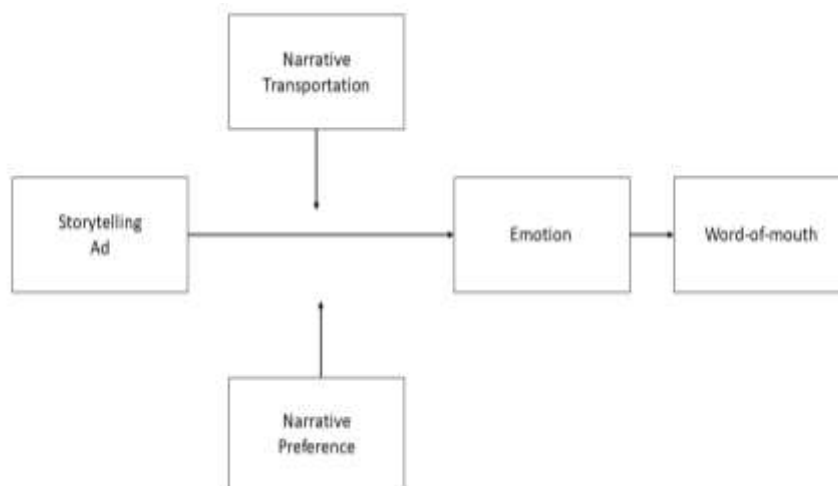 Narrative
Transportation
Storytelling
Ad
Emotion
Word-of-mouth
Narrative
Preference